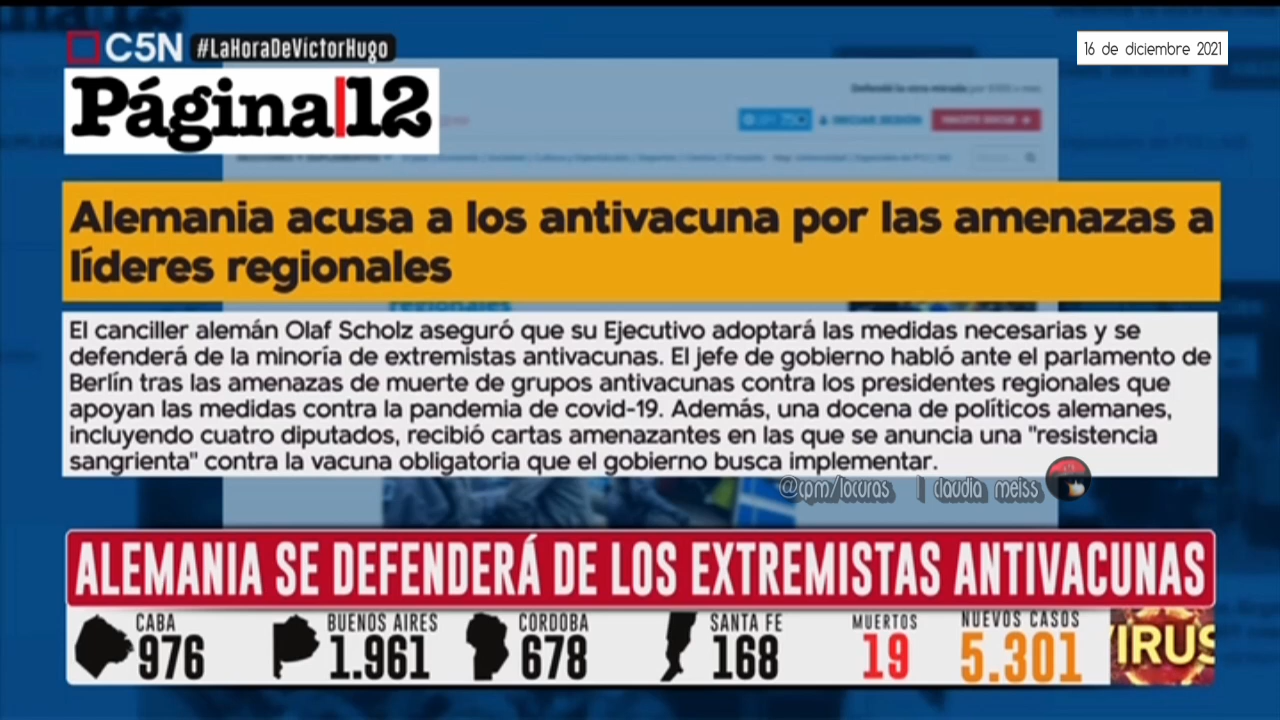 C5N #LaHoraDeVíctorHugo
16 de diciembre 2021
Página|12
Alemania acusa a los antivacuna por las amenazas a
líderes regionales
regionales
El canciller alemán Olaf Scholz aseguró que su Ejecutivo adoptará las medidas necesarias y se
defenderá de la minoría de extremistas antivacunas. El jefe de gobierno habló ante el parlamento de
Berlín tras las amenazas de muerte de grupos antivacunas contra los presidentes regionales que
apoyan las medidas contra la pandemia de covid-19. Además, una docena de políticos alemanes,
incluyendo cuatro diputados, recibió cartas amenazantes en las que se anuncia una "resistencia
sangrienta" contra la vacuna obligatoria que el gobierno busca implementar.
@cpm/locuras | claudia meiss
ALEMANIA SE DEFENDERÁ DE LOS EXTREMISTAS ANTIVACUNAS
CABA BUENOS AIRES CÓRDOBA SANTA FE MUERTOS NUEVOS CASOS
976 1.961 678 168 19 5.301
VIRUS